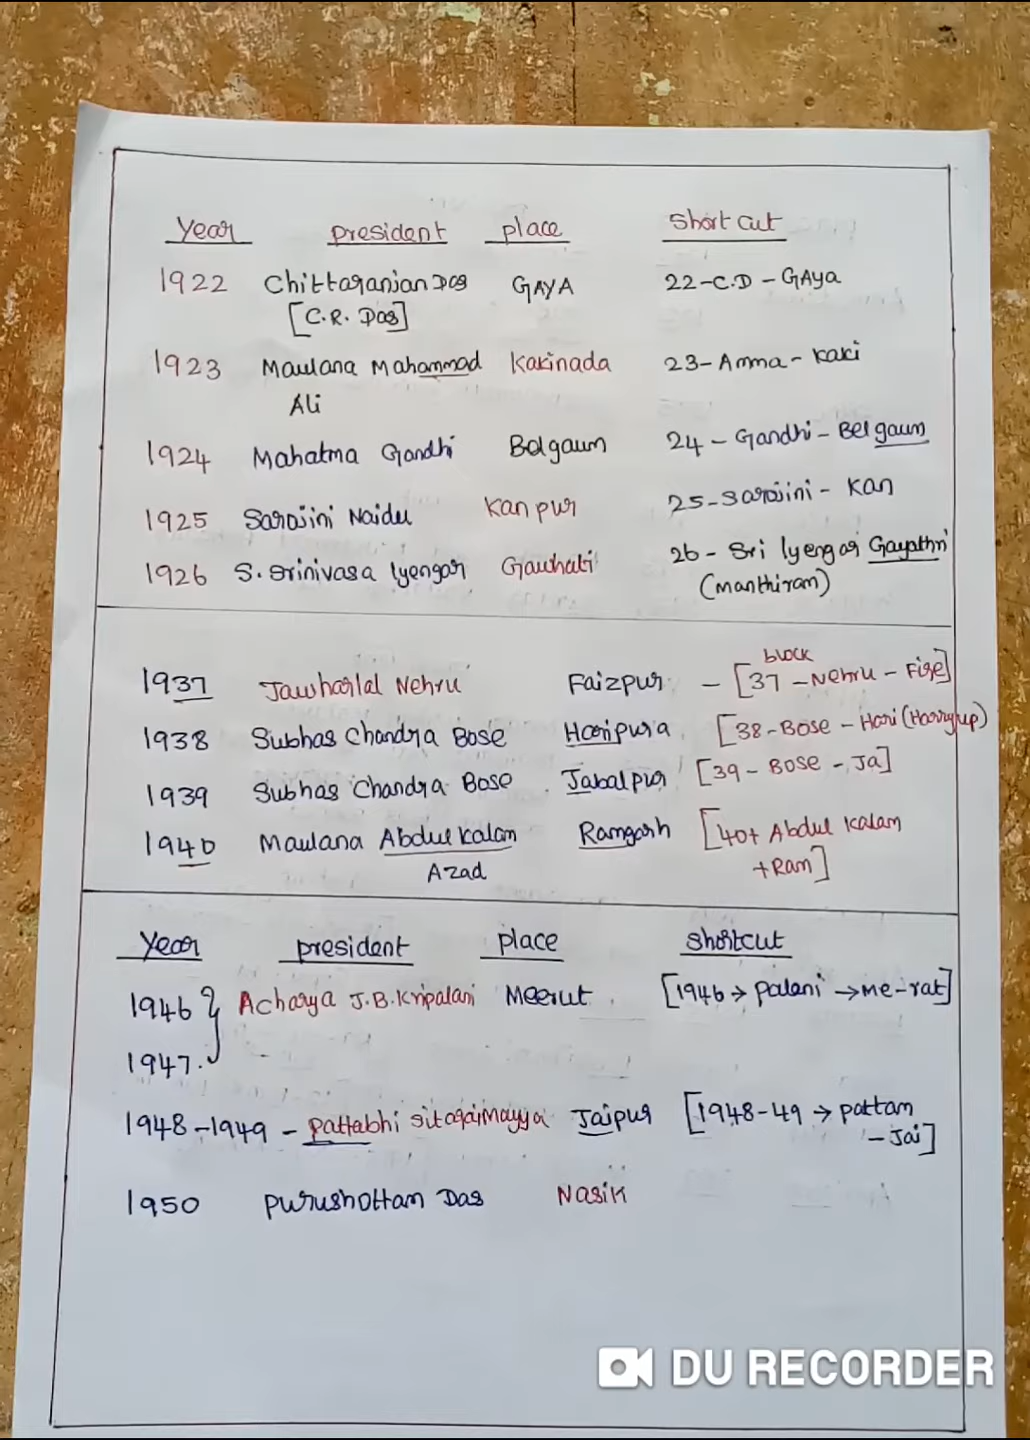 Year president place Short cut
1922 Chittaranjan Das GAYA 22-C.D - GAya
[C.R. Das]
1923 Maulana Mahammad Kakinada 23-Amma - Kaki
Ali
1924 Mahatma Gandhi Belgaum 24 - Gandhi - Belgaum
1925 Sarojini Naidu Kanpur 25-Sarojini - Kan
1926 S. Srinivasa Iyengar Gauhati 26 - Sri Iyengar Gayathri
(Manthiram)
block
1937 Jawharlal Nehru Faizpur - [37 - Nehru - Fire]
1938 Subhas Chandra Bose Haripura [38-Bose - Hari (Harryup)
1939 Subhas Chandra Bose Jabalpur [39 - Bose - Ja]
1940 Maulana Abdul Kalam Ramgarh [40+ Abdul Kalam
Azad +Ram]
Year president place shortcut
1946 } Acharya J.B. Kripalani Meerut [1946 → palani → Me-rat]
1947.
1948-1949 - pattabhi sitaraimayya Jaipur [1948-49 → pattam
- Jai]
1950 Purushottam Das Nasik
DU RECORDER